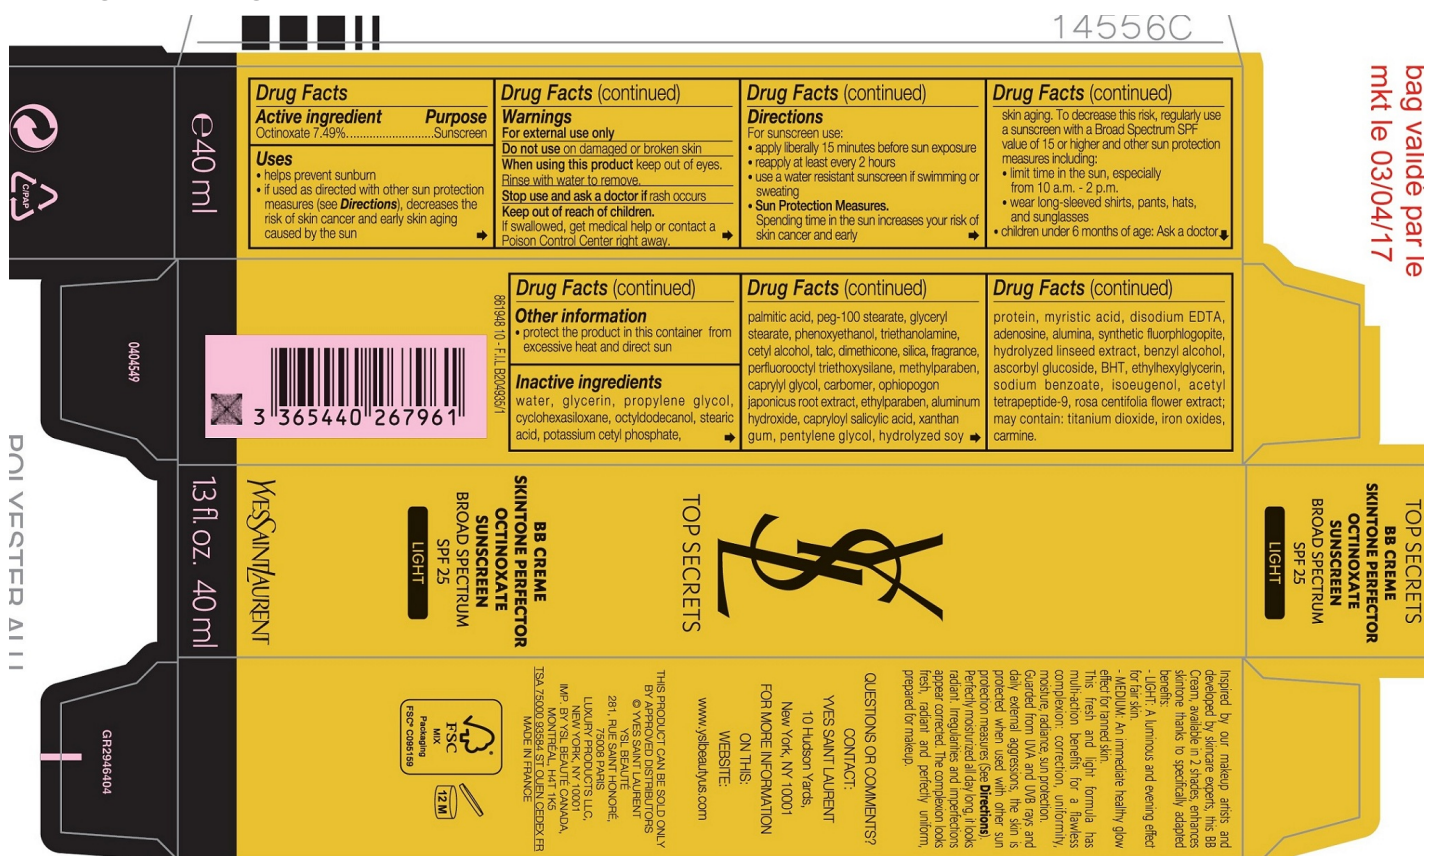 14556C
bag validé par le
mkt le 03/04/17
C/PAP
e40 ml
Drug Facts
Active ingredient Purpose
Octinoxate 7.49%...........................Sunscreen
Uses
• helps prevent sunburn
• if used as directed with other sun protection
measures (see Directions), decreases the
risk of skin cancer and early skin aging
caused by the sun
Drug Facts (continued)
Warnings
For external use only
Do not use on damaged or broken skin
When using this product keep out of eyes.
Rinse with water to remove.
Stop use and ask a doctor if rash occurs
Keep out of reach of children.
If swallowed, get medical help or contact a
Poison Control Center right away.
Drug Facts (continued)
Directions
For sunscreen use:
• apply liberally 15 minutes before sun exposure
• reapply at least every 2 hours
• use a water resistant sunscreen if swimming or
sweating
• Sun Protection Measures.
Spending time in the sun increases your risk of
skin cancer and early
Drug Facts (continued)
skin aging. To decrease this risk, regularly use
a sunscreen with a Broad Spectrum SPF
value of 15 or higher and other sun protection
measures including:
• limit time in the sun, especially
from 10 a.m. - 2 p.m.
• wear long-sleeved shirts, pants, hats,
and sunglasses
• children under 6 months of age: Ask a doctor
0404549
3 365440 267961
861948 10 - F.I.L B204935/1
Drug Facts (continued)
Other information
• protect the product in this container from
excessive heat and direct sun
Inactive ingredients
water, glycerin, propylene glycol,
cyclohexasiloxane, octyldodecanol, stearic
acid, potassium cetyl phosphate,
Drug Facts (continued)
palmitic acid, peg-100 stearate, glyceryl
stearate, phenoxyethanol, triethanolamine,
cetyl alcohol, talc, dimethicone, silica, fragrance,
perfluorooctyl triethoxysilane, methylparaben,
caprylyl glycol, carbomer, ophiopogon
japonicus root extract, ethylparaben, aluminum
hydroxide, capryloyl salicylic acid, xanthan
gum, pentylene glycol, hydrolyzed soy
Drug Facts (continued)
protein, myristic acid, disodium EDTA,
adenosine, alumina, synthetic fluorphlogopite,
hydrolyzed linseed extract, benzyl alcohol,
ascorbyl glucoside, BHT, ethylhexylglycerin,
sodium benzoate, isoeugenol, acetyl
tetrapeptide-9, rosa centifolia flower extract;
may contain: titanium dioxide, iron oxides,
carmine.
1.3 fl. oz. 40 ml
YVESSAINTLAURENT
BB CREME
SKINTONE PERFECTOR
OCTINOXATE
SUNSCREEN
BROAD SPECTRUM
SPF 25
LIGHT
TOP SECRETS
YSL
TOP SECRETS
BB CREME
SKINTONE PERFECTOR
OCTINOXATE
SUNSCREEN
BROAD SPECTRUM
SPF 25
LIGHT
GR2946404
Inspired by our makeup artists and
developed by skincare experts, this BB
Cream, available in 2 shades, enhances
skintone thanks to specifically adapted
benefits:
- LIGHT: A luminous and evening effect
for fair skin.
- MEDIUM: An immediate healthy glow
effect for tanned skin.
This fresh and light formula has
multi-action benefits for a flawless
complexion: correction, uniformity,
moisture, radiance, sun protection.
Guarded from UVA and UVB rays and
daily external aggressions, the skin is
protected when used with other sun
protection measures (See Directions).
Perfectly moisturized all day long, it looks
radiant. Irregularities and imperfections
appear corrected. The complexion looks
fresh, radiant and perfectly uniform,
prepared for makeup.
QUESTIONS OR COMMENTS?
CONTACT:
YVES SAINT LAURENT
10 Hudson Yards,
New York, NY 10001
FOR MORE INFORMATION
ON THIS:
WEBSITE:
www.yslbeautyus.com
THIS PRODUCT CAN BE SOLD ONLY
BY APPROVED DISTRIBUTORS
© YVES SAINT LAURENT
YSL BEAUTÉ
281, RUE SAINT HONORÉ,
75008 PARIS
LUXURY PRODUCTS LLC,
NEW YORK, NY 10001
IMP. BY YSL BEAUTÉ CANADA,
MONTRÉAL, H4T 1K5
TSA 75000 93584 ST OUEN CEDEX FR
MADE IN FRANCE
FSC
MIX
Packaging
FSC® C095159
12 M